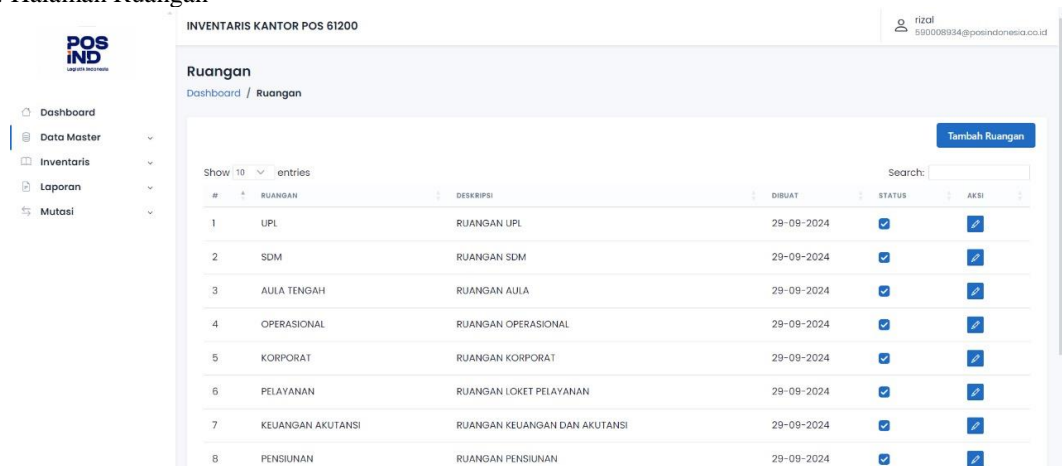 Halaman Ruangan
POS
IND
Logistik Indonesia
INVENTARIS KANTOR POS 61200
rizal
590008934@posindonesia.co.id
Ruangan
Dashboard / Ruangan
Dashboard
Data Master
Inventaris
Laporan
Mutasi
Tambah Ruangan
Show 10 entries
Search:
# RUANGAN DESKRIPSI DIBUAT STATUS AKSI
1 UPL RUANGAN UPL 29-09-2024
2 SDM RUANGAN SDM 29-09-2024
3 AULA TENGAH RUANGAN AULA 29-09-2024
4 OPERASIONAL RUANGAN OPERASIONAL 29-09-2024
5 KORPORAT RUANGAN KORPORAT 29-09-2024
6 PELAYANAN RUANGAN LOKET PELAYANAN 29-09-2024
7 KEUANGAN AKUTANSI RUANGAN KEUANGAN DAN AKUTANSI 29-09-2024
8 PENSIUNAN RUANGAN PENSIUNAN 29-09-2024